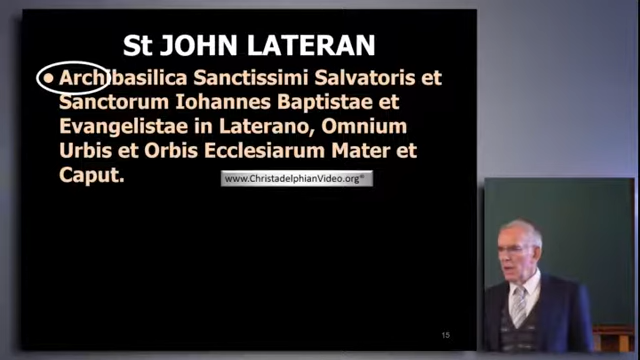 St JOHN LATERAN
● Archibasilica Sanctissimi Salvatoris et
Sanctorum Iohannes Baptistae et
Evangelistae in Laterano, Omnium
Urbis et Orbis Ecclesiarum Mater et
Caput.
www.ChristadelphianVideo.org®
15